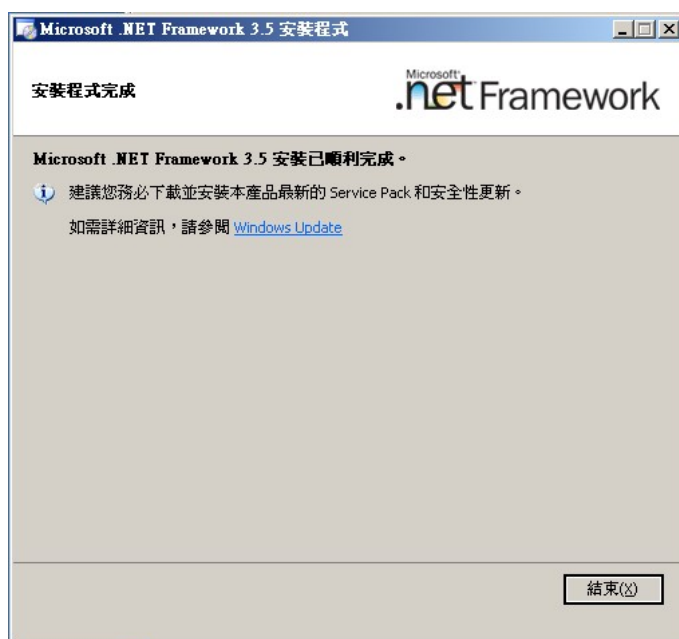 Microsoft .NET Framework 3.5 安裝程式
安裝程式完成
Microsoft
.net Framework
Microsoft .NET Framework 3.5 安裝已順利完成。
建議您務必下載並安裝本產品最新的 Service Pack 和安全性更新。
如需詳細資訊，請參閱 Windows Update
結束(X)